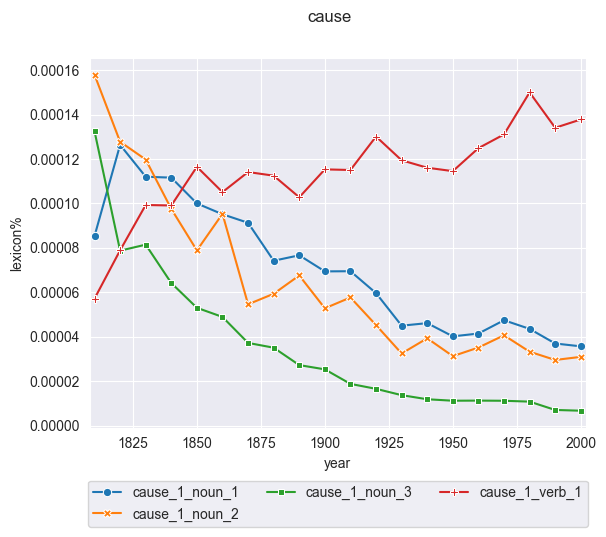 cause
0.00016
0.00014
0.00012
0.00010
0.00008
0.00006
0.00004
0.00002
0.00000
lexicon%
1825 1850 1875 1900 1925 1950 1975 2000
year
cause_1_noun_1 cause_1_noun_3 cause_1_verb_1
cause_1_noun_2